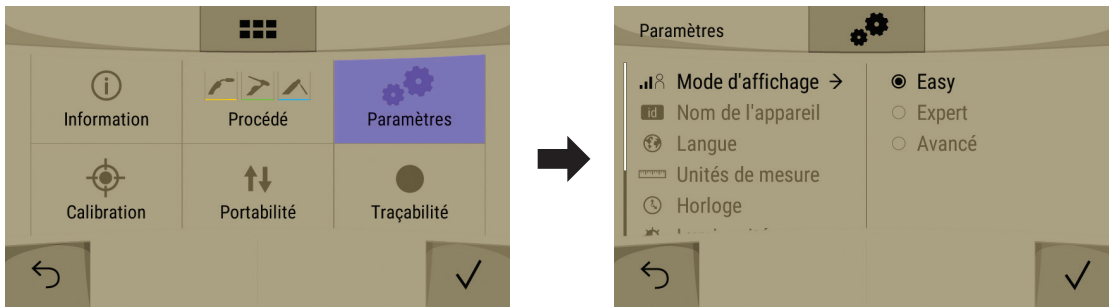 Information
Procédé
Paramètres
Calibration
Portabilité
Traçabilité
Paramètres
Mode d'affichage →
id Nom de l'appareil
Langue
Unités de mesure
Horloge
Easy
Expert
Avancé